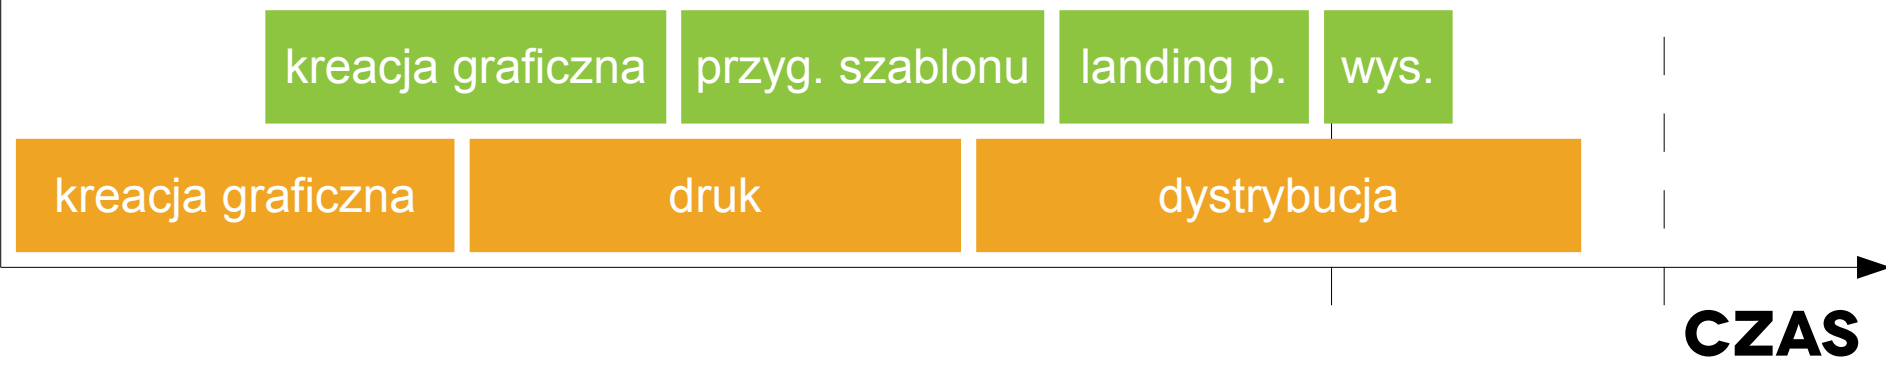 kreacja graficzna przyg. szablonu landing p. wys.
kreacja graficzna druk dystrybucja
CZAS